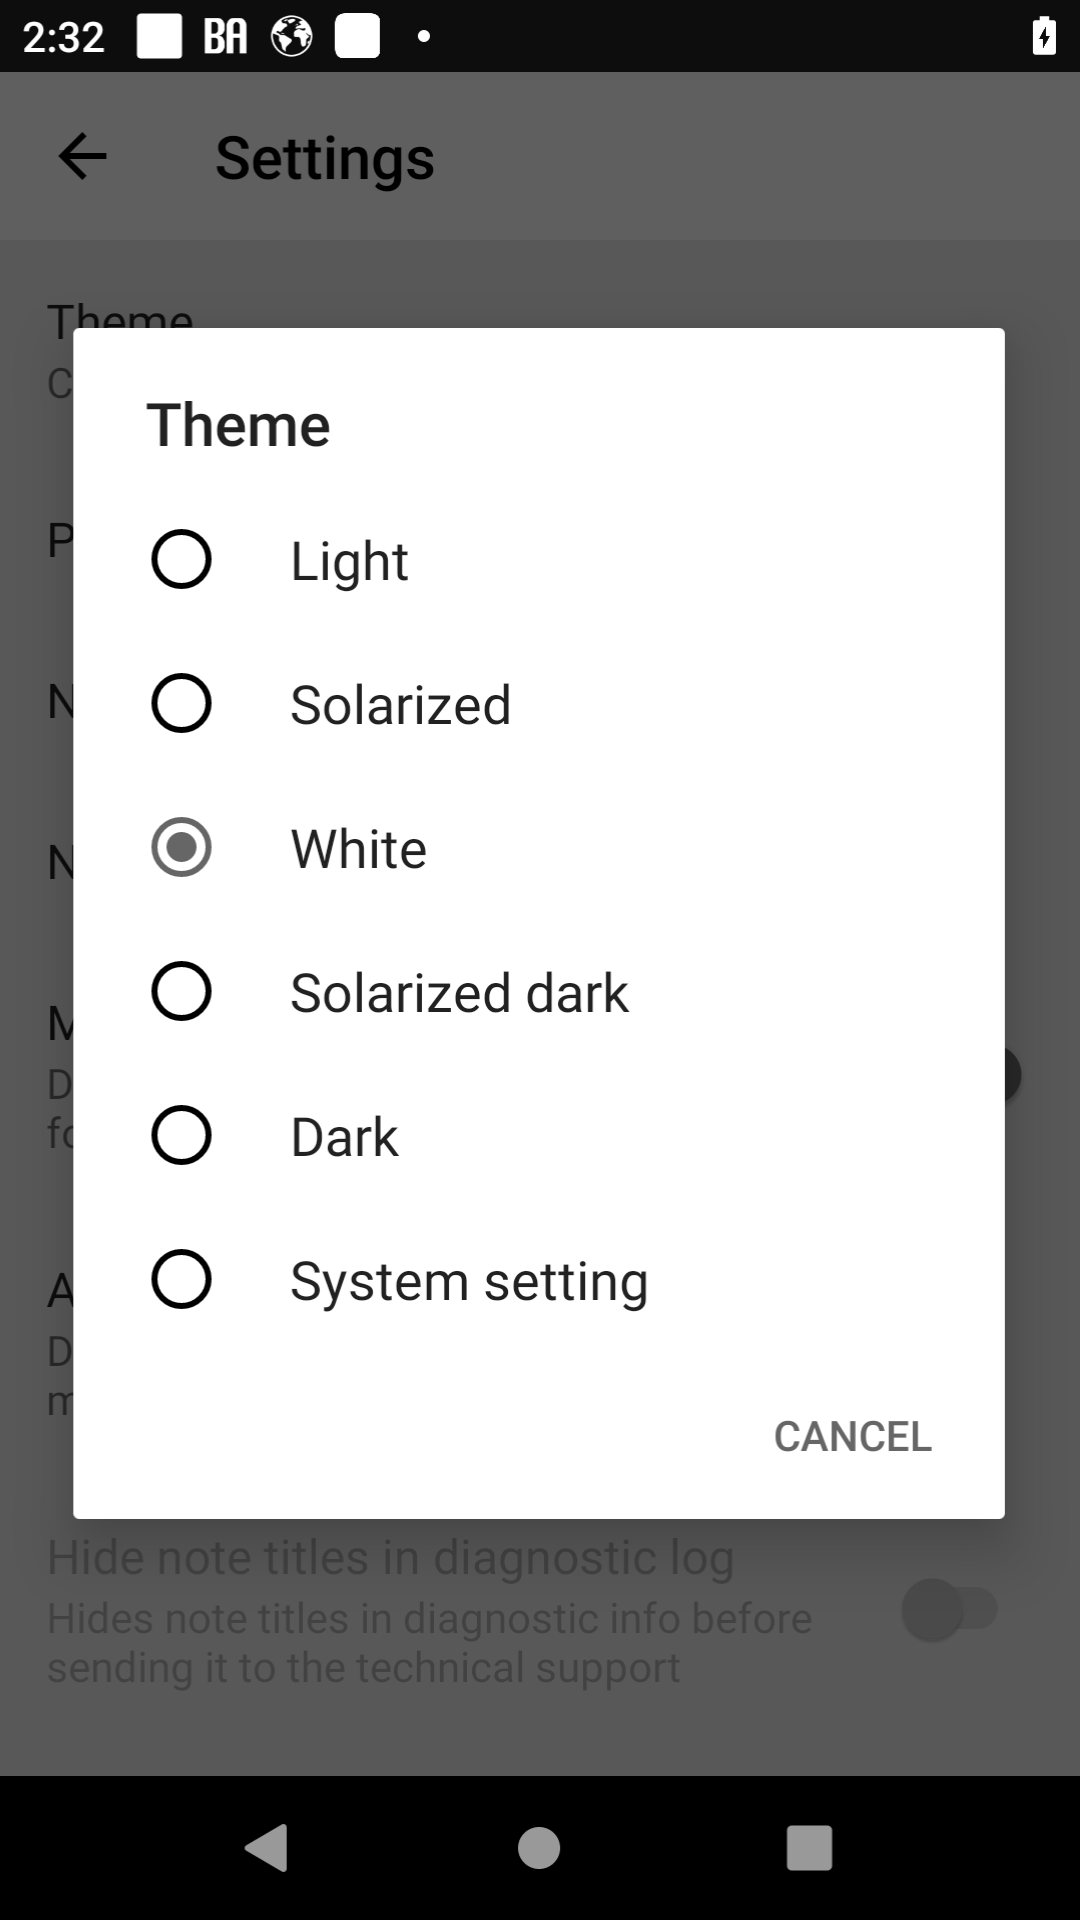 2:32 BA
Settings
Theme
Theme
Light
Solarized
White
Solarized dark
Dark
System setting
CANCEL
Hide note titles in diagnostic log
Hides note titles in diagnostic info before
sending it to the technical support